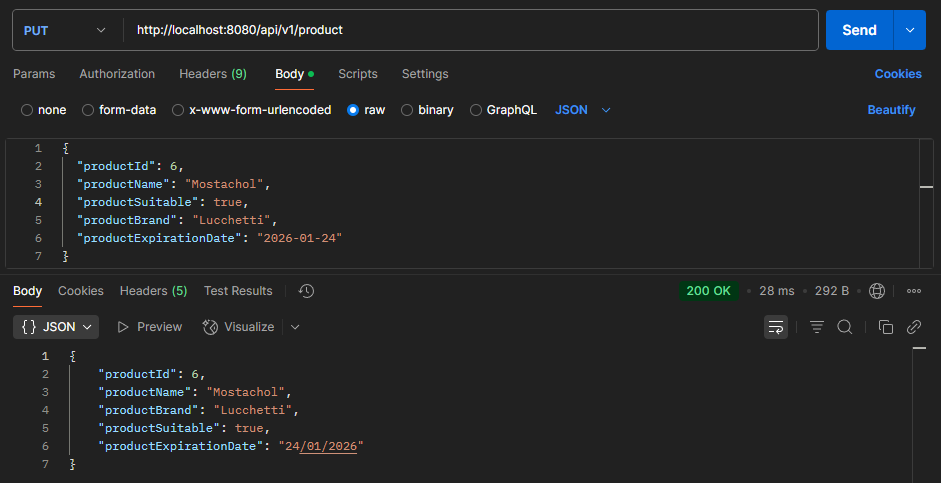 PUT http://localhost:8080/api/v1/product Send
Params Authorization Headers (9) Body Scripts Settings Cookies
none form-data x-www-form-urlencoded raw binary GraphQL JSON Beautify
1 {
2 "productId": 6,
3 "productName": "Mostachol",
4 "productSuitable": true,
5 "productBrand": "Lucchetti",
6 "productExpirationDate": "2026-01-24"
7 }
Body Cookies Headers (5) Test Results 200 OK • 28 ms • 292 B
{} JSON Preview Visualize
1 {
2 "productId": 6,
3 "productName": "Mostachol",
4 "productBrand": "Lucchetti",
5 "productSuitable": true,
6 "productExpirationDate": "24/01/2026"
7 }